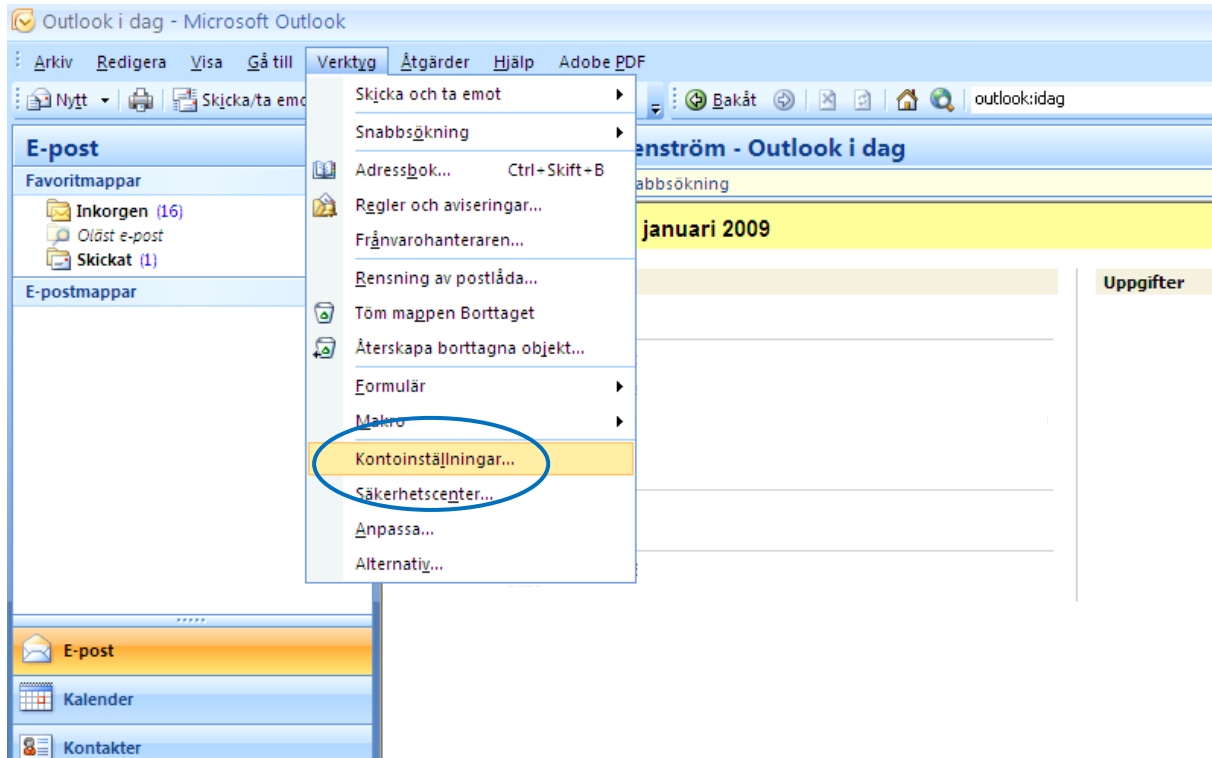 Outlook i dag - Microsoft Outlook
Arkiv Redigera Visa Gå till Verktyg Åtgärder Hjälp Adobe PDF
Nytt Skicka/ta emo Bakåt outlook:idag
E-post
Favoritmappar
Inkorgen (16)
Oläst e-post
Skickat (1)
E-postmappar
Skicka och ta emot
Snabbsökning
Adressbok... Ctrl+Skift+B
Regler och aviseringar...
Frånvarohanteraren...
Rensning av postlåda...
Töm mappen Borttaget
Återskapa borttagna objekt...
Formulär
Makro
Kontoinställningar...
Säkerhetscenter...
Anpassa...
Alternativ...
enström - Outlook i dag
abbsökning
januari 2009
Uppgifter
E-post
Kalender
Kontakter